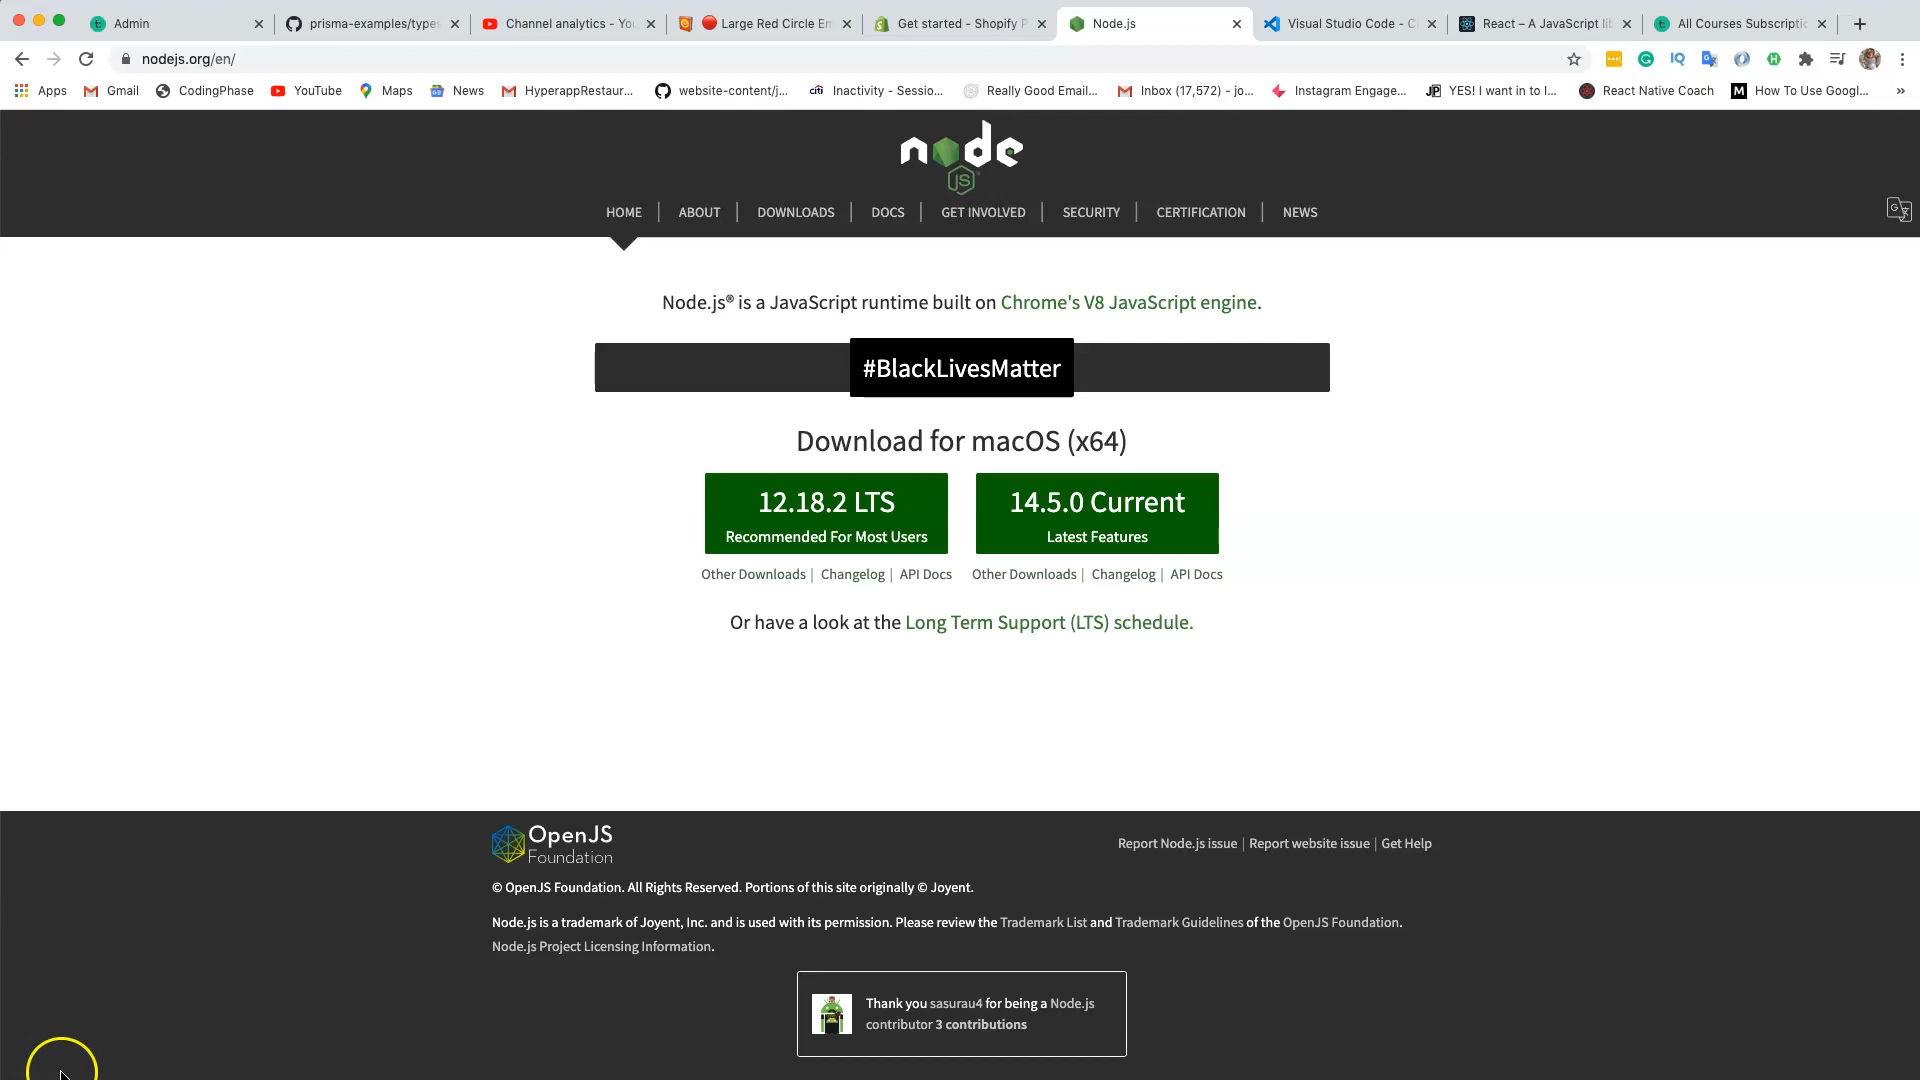 Admin
prisma-examples/types
Channel analytics - You
Large Red Circle Em
Get started - Shopify P
Node.js
Visual Studio Code - C
React – A JavaScript lib
All Courses Subscriptio
nodejs.org/en/
Apps
Gmail
CodingPhase
YouTube
Maps
News
HyperappRestaur...
website-content/j...
citi
Inactivity - Sessio...
Really Good Email...
Inbox (17,572) - jo...
Instagram Engage...
JP
YES! I want in to I...
React Native Coach
M
How To Use Googl...
»
node
JS
HOME | ABOUT | DOWNLOADS | DOCS | GET INVOLVED | SECURITY | CERTIFICATION | NEWS
Node.js® is a JavaScript runtime built on Chrome's V8 JavaScript engine.
#BlackLivesMatter
Download for macOS (x64)
12.18.2 LTS
Recommended For Most Users
14.5.0 Current
Latest Features
Other Downloads | Changelog | API Docs
Other Downloads | Changelog | API Docs
Or have a look at the Long Term Support (LTS) schedule.
OpenJS
Foundation
Report Node.js issue | Report website issue | Get Help
© OpenJS Foundation. All Rights Reserved. Portions of this site originally © Joyent.
Node.js is a trademark of Joyent, Inc. and is used with its permission. Please review the Trademark List and Trademark Guidelines of the OpenJS Foundation.
Node.js Project Licensing Information.
Thank you sasurau4 for being a Node.js
contributor 3 contributions